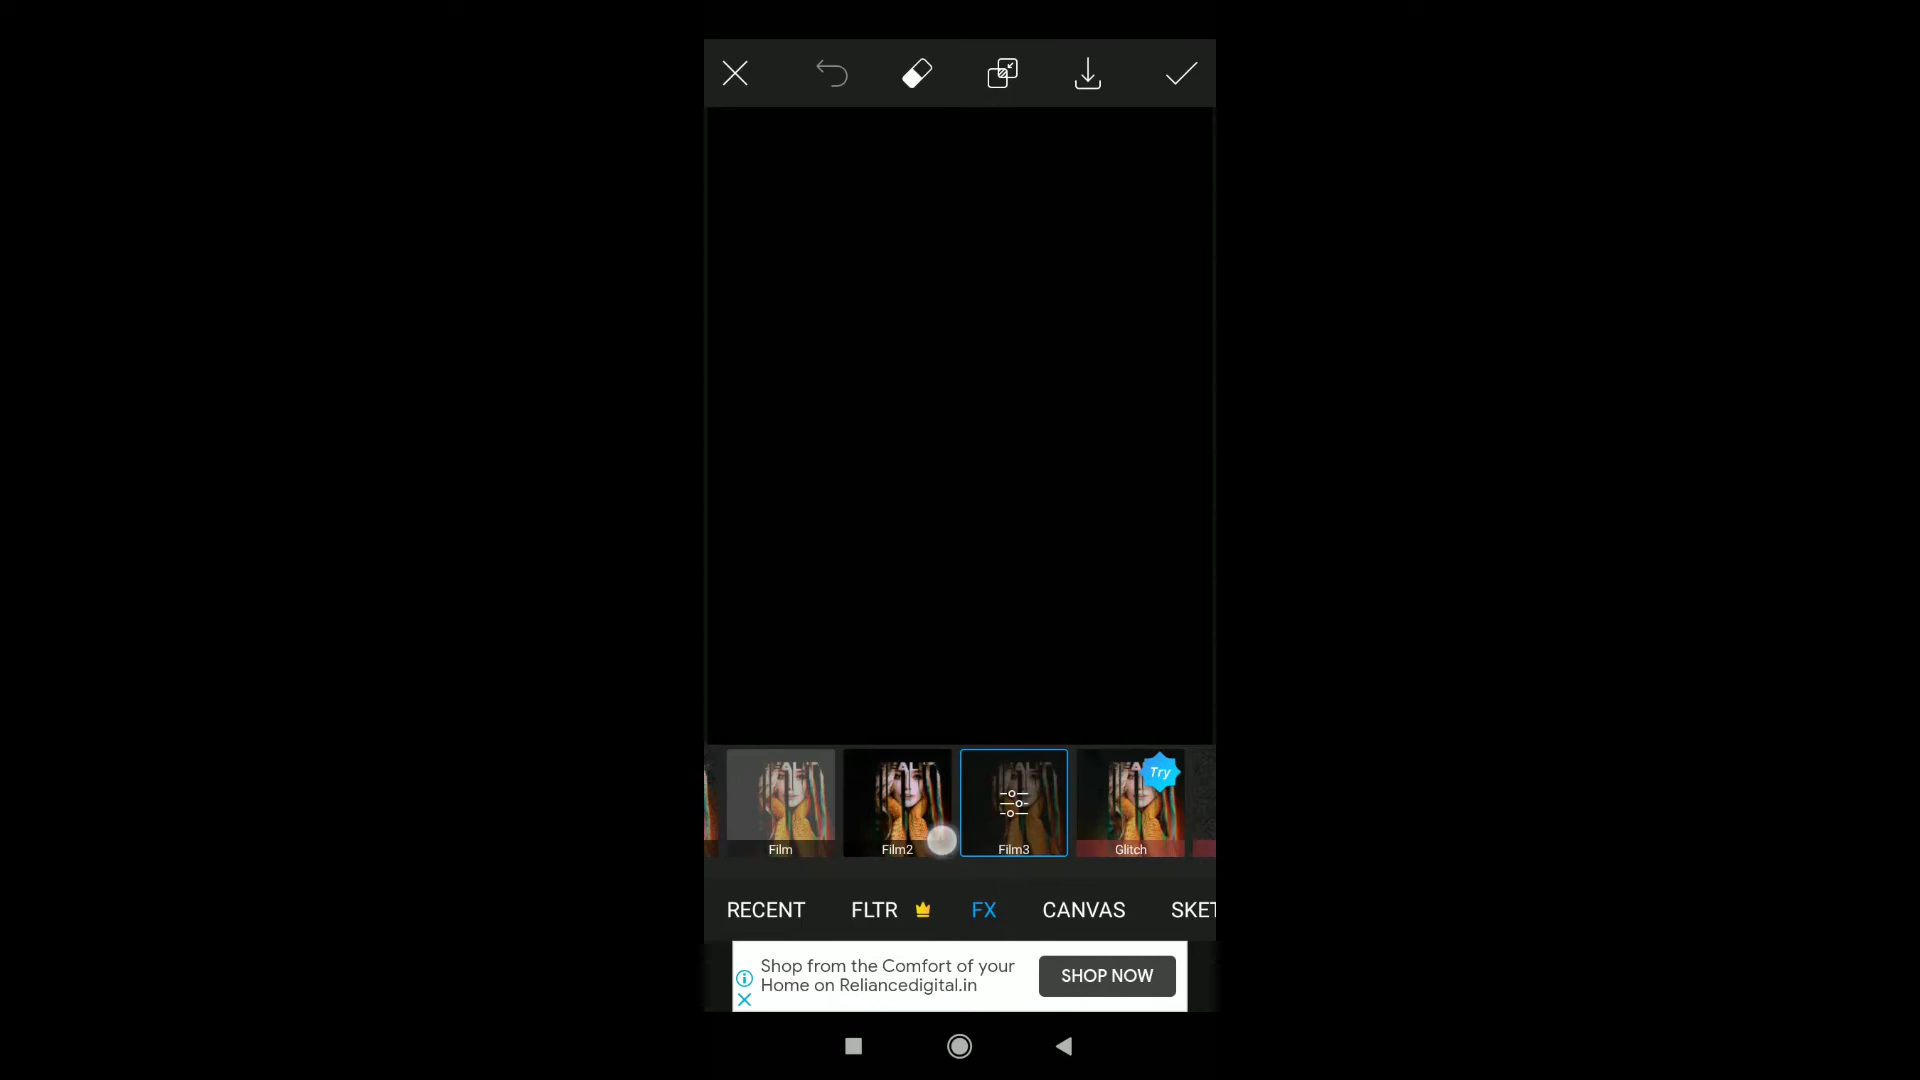 Try
Film
Film2
Film3
Glitch
RECENT
FLTR
FX
CANVAS
SKET
Shop from the Comfort of your
Home on Reliancedigital.in
SHOP NOW